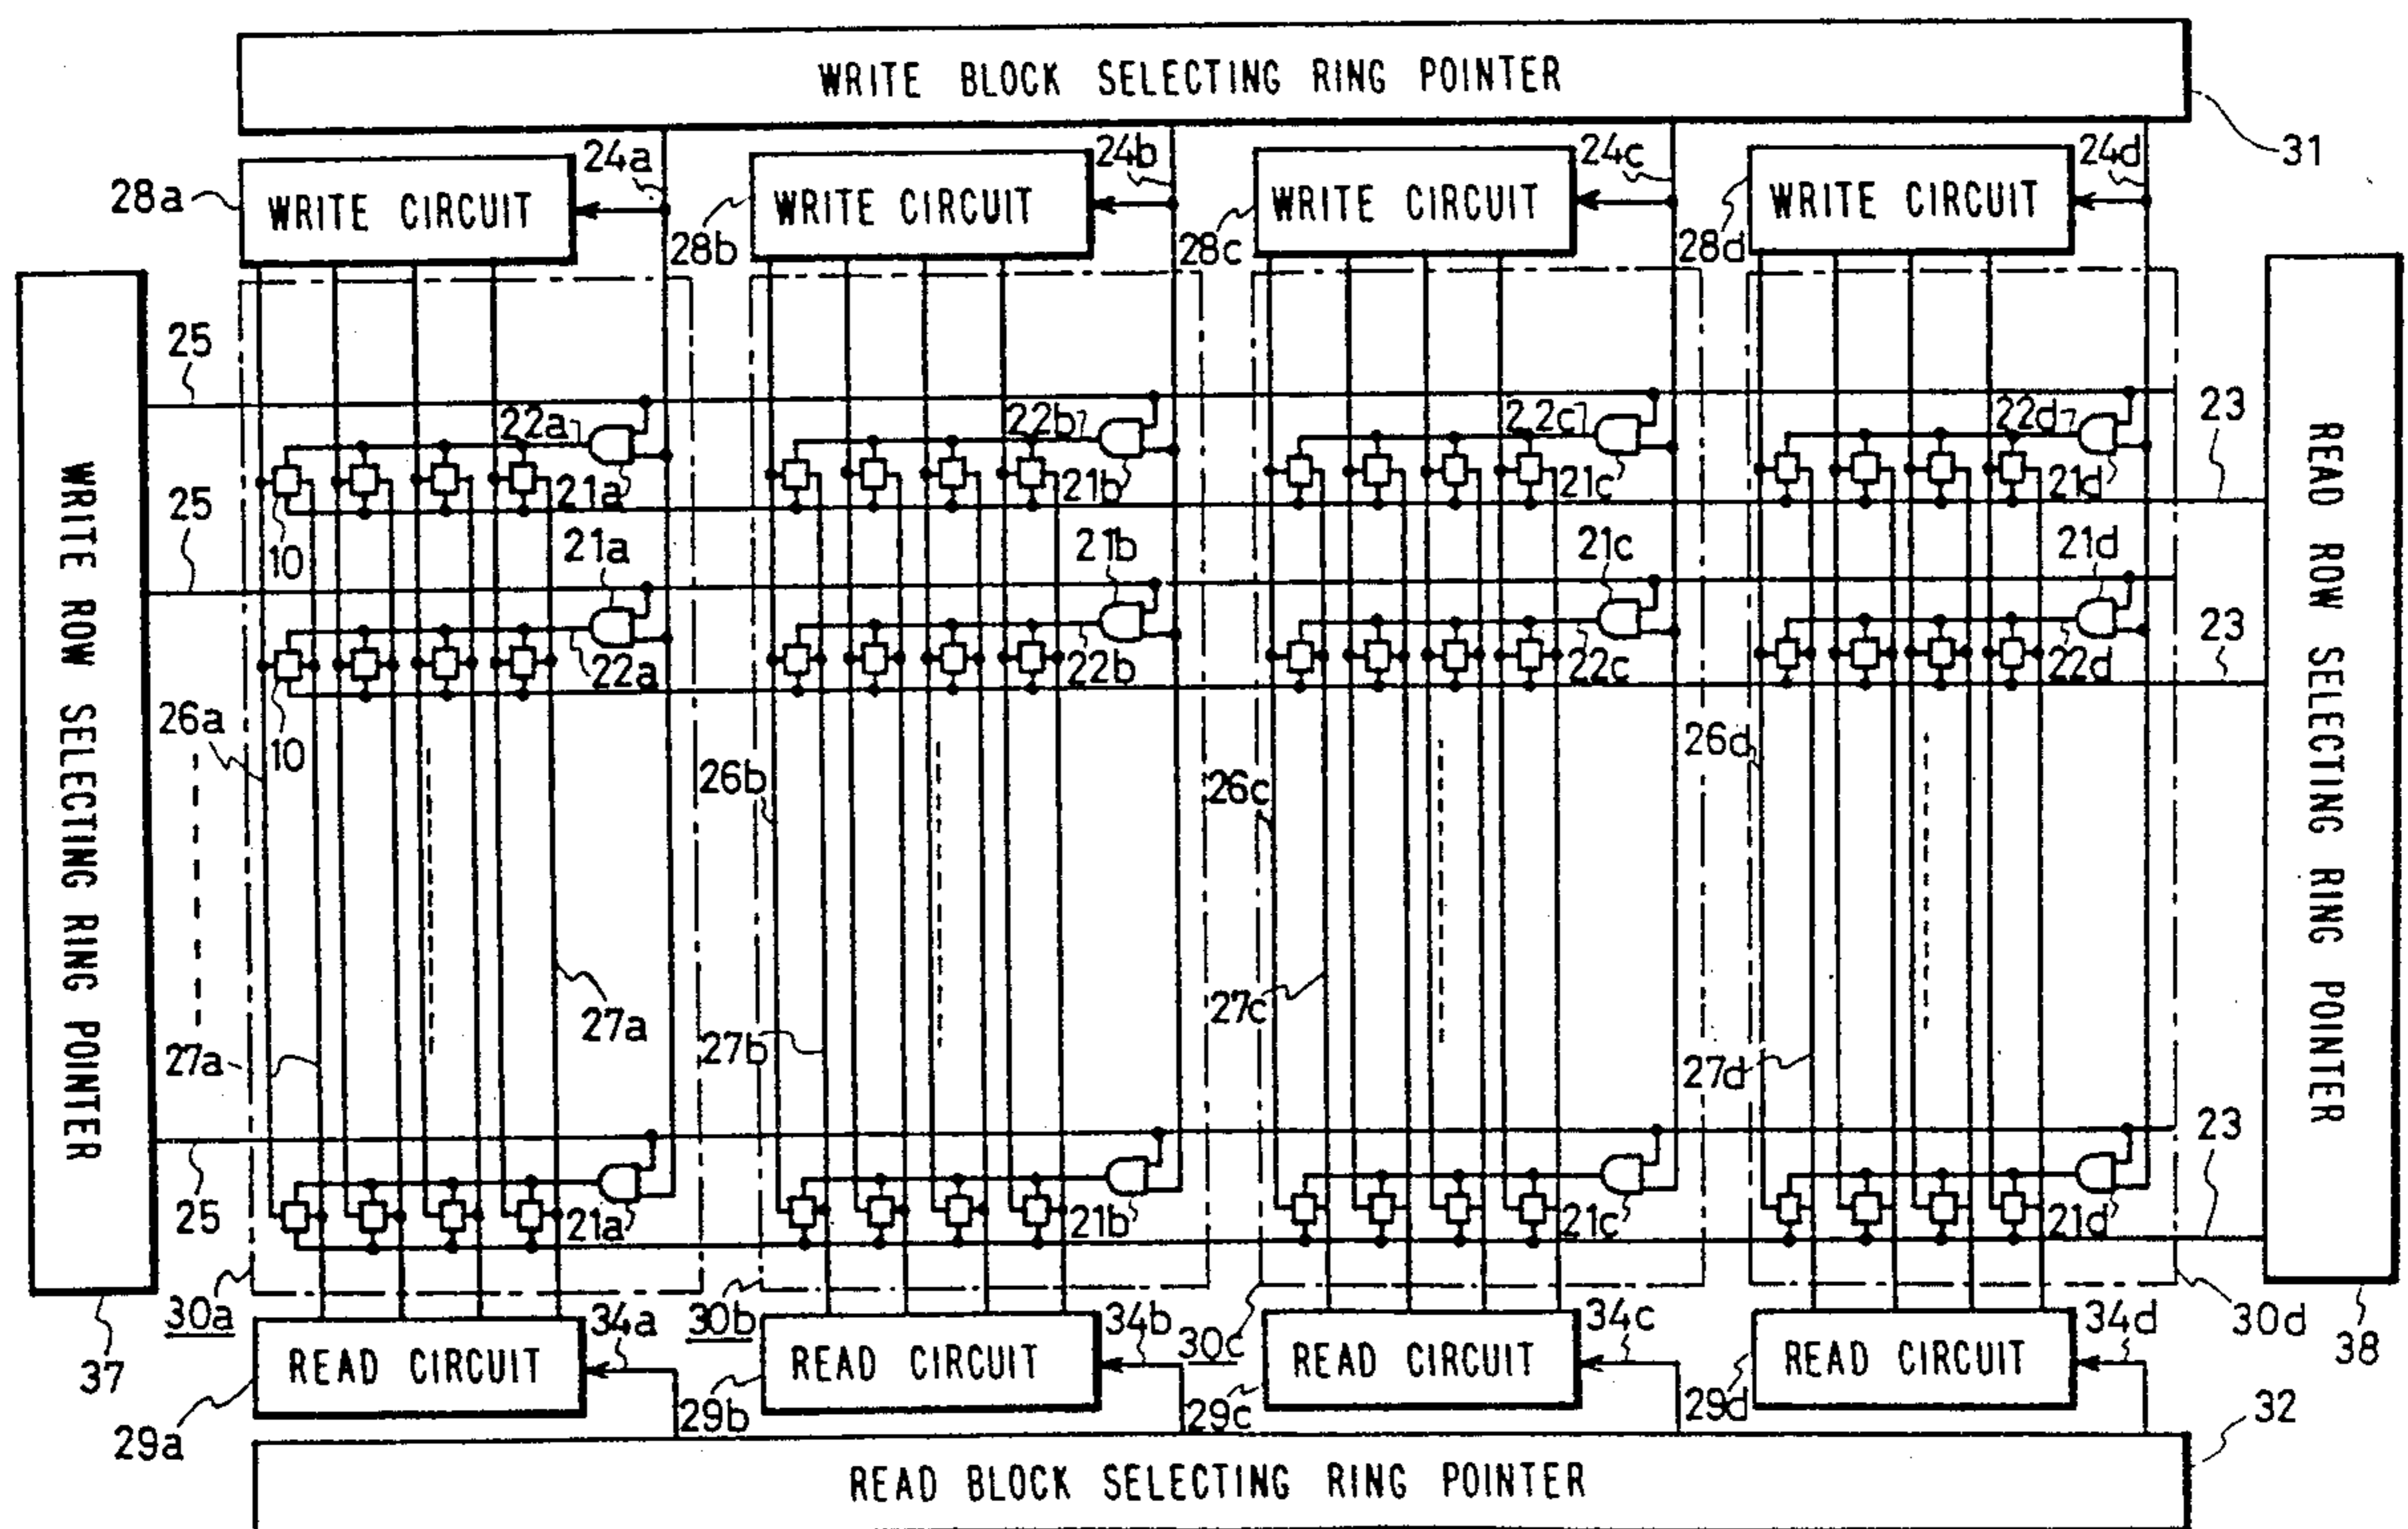 WRITE BLOCK SELECTING RING POINTER
31
24a
24b
24c
24d
28a
WRITE CIRCUIT
28b
WRITE CIRCUIT
28c
WRITE CIRCUIT
28d
WRITE CIRCUIT
WRITE ROW SELECTING RING POINTER
READ ROW SELECTING RING POINTER
25
22a
22b
22c
22d
23
21a
21b
21c
21d
25
10
21a
21b
21c
21d
23
22a
22b
22c
22d
26a
10
26b
26c
26d
27a
27c
27a
27b
27d
23
25
21a
21b
21c
21d
37
30a
30b
30c
30d
38
34a
34b
34c
34d
29a
READ CIRCUIT
29b
READ CIRCUIT
29c
READ CIRCUIT
29d
READ CIRCUIT
32
READ BLOCK SELECTING RING POINTER